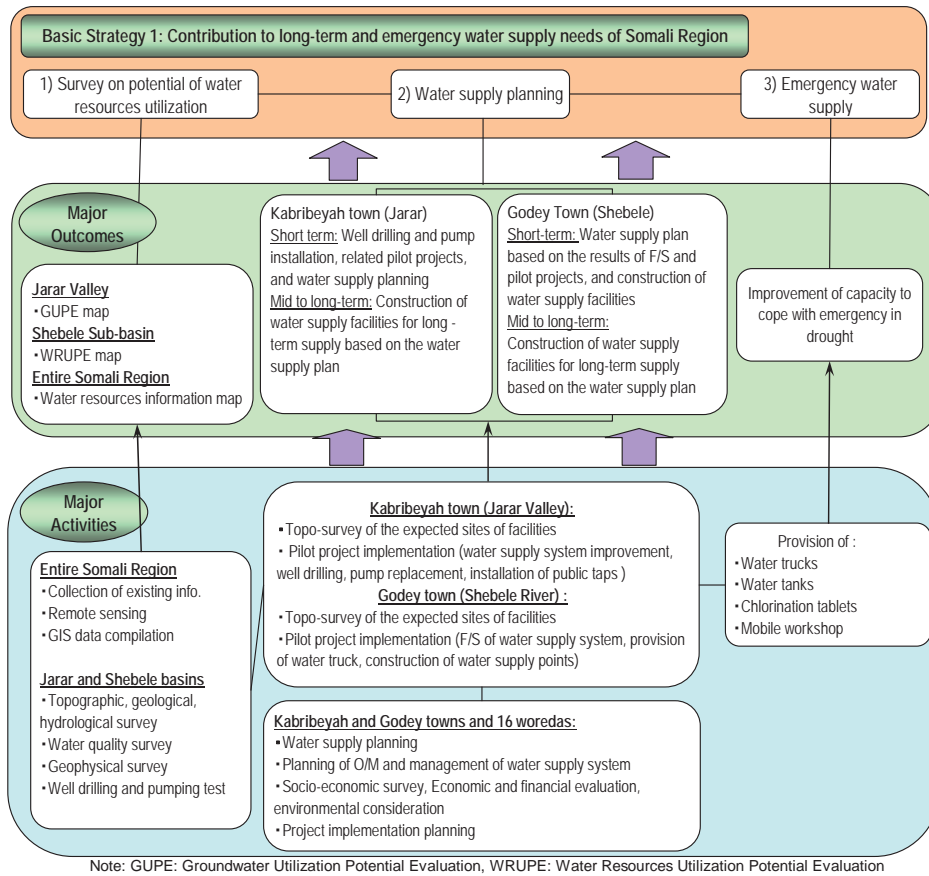 Basic Strategy 1: Contribution to long-term and emergency water supply needs of Somali Region
1) Survey on potential of water
resources utilization
2) Water supply planning
3) Emergency water
supply
Major
Outcomes
Jarar Valley
・GUPE map
Shebele Sub-basin
・WRUPE map
Entire Somali Region
・Water resources information map
Kabribeyah town (Jarar)
Short term: Well drilling and pump
installation, related pilot projects,
and water supply planning
Mid to long-term: Construction of
water supply facilities for long -
term supply based on the water
supply plan
Godey Town (Shebele)
Short-term: Water supply plan
based on the results of F/S and
pilot projects, and construction of
water supply facilities
Mid to long-term:
Construction of water supply
facilities for long-term supply
based on the water supply plan
Improvement of capacity to
cope with emergency in
drought
Major
Activities
Entire Somali Region
・Collection of existing info.
・Remote sensing
・GIS data compilation
Jarar and Shebele basins
・Topographic, geological,
hydrological survey
・Water quality survey
・Geophysical survey
・Well drilling and pumping test
Kabribeyah town (Jarar Valley):
・Topo-survey of the expected sites of facilities
・ Pilot project implementation (water supply system improvement,
well drilling, pump replacement, installation of public taps )
Godey town (Shebele River) :
・Topo-survey of the expected sites of facilities
・Pilot project implementation (F/S of water supply system, provision
of water truck, construction of water supply points)
Kabribeyah and Godey towns and 16 woredas:
・Water supply planning
・Planning of O/M and management of water supply system
・Socio-economic survey, Economic and financial evaluation,
environmental consideration
・Project implementation planning
Provision of :
・Water trucks
・Water tanks
・Chlorination tablets
・Mobile workshop
Note: GUPE: Groundwater Utilization Potential Evaluation, WRUPE: Water Resources Utilization Potential Evaluation